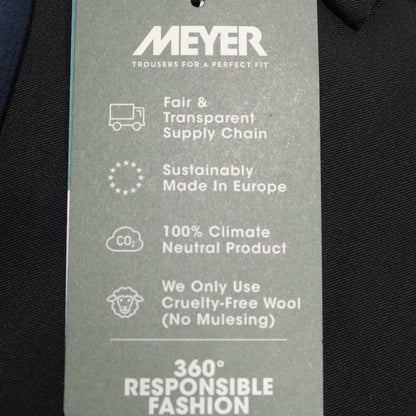 MEYER
TROUSERS FOR A PERFECT FIT
Fair &
Transparent
Supply Chain
Sustainably
Made In Europe
CO₂
100% Climate
Neutral Product
We Only Use
Cruelty-Free Wool
(No Mulesing)
360°
RESPONSIBLE
FASHION